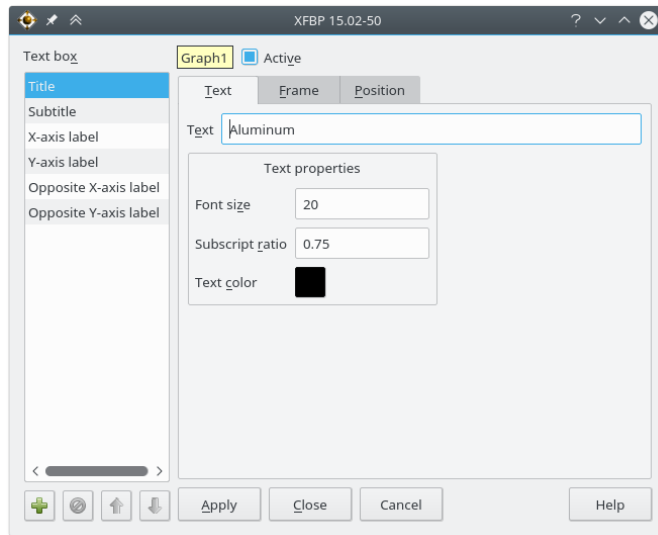 XFBP 15.02-50
Text box
Title
Subtitle
X-axis label
Y-axis label
Opposite X-axis label
Opposite Y-axis label
Graph1 Active
Text Frame Position
Text Aluminum
Text properties
Font size 20
Subscript ratio 0.75
Text color
Apply Close Cancel Help